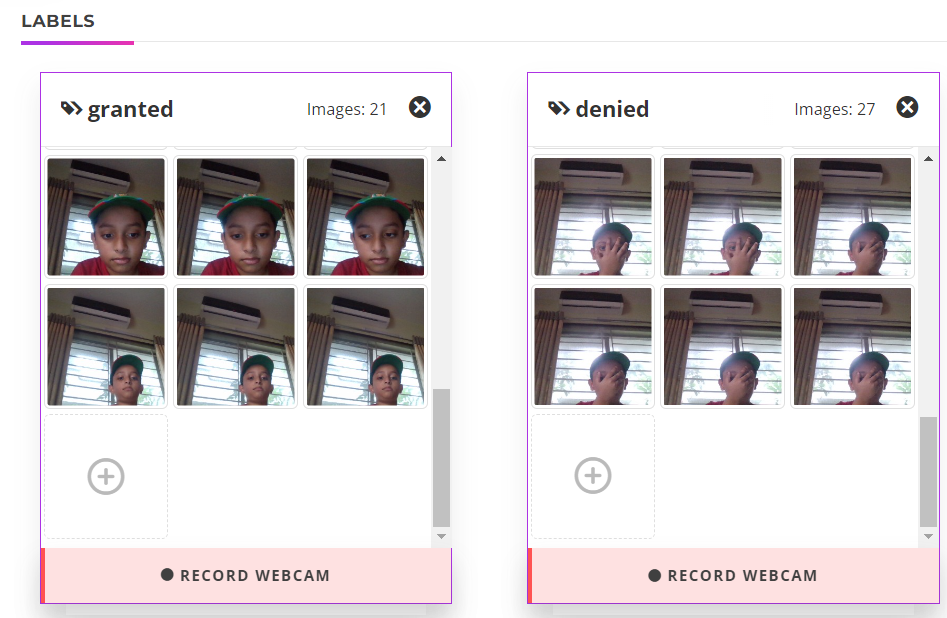 LABELS
granted Images: 21
denied Images: 27
RECORD WEBCAM
RECORD WEBCAM